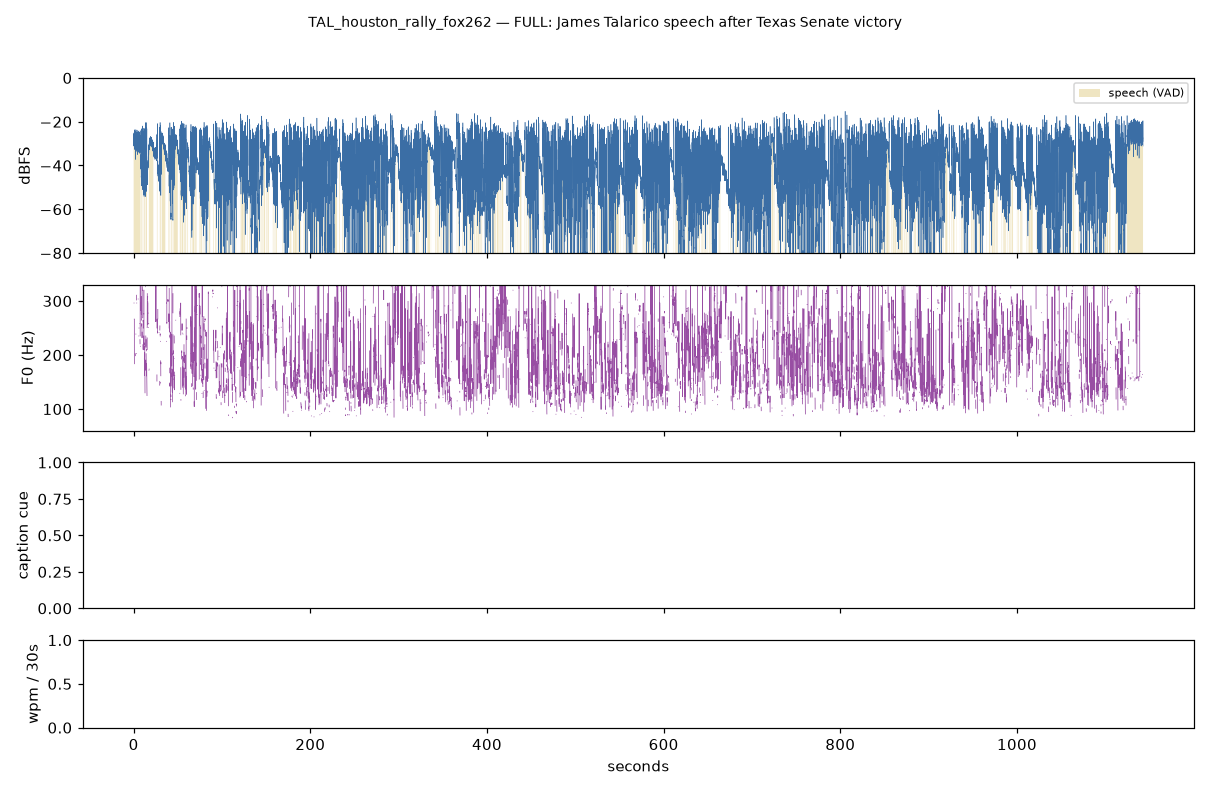 TAL_houston_rally_fox262 — FULL: James Talarico speech after Texas Senate victory
0
−20
−40
−60
−80
dBFS
speech (VAD)
300
200
100
F0 (Hz)
1.00
0.75
0.50
0.25
0.00
caption cue
1.0
0.5
0.0
wpm / 30s
0 200 400 600 800 1000
seconds